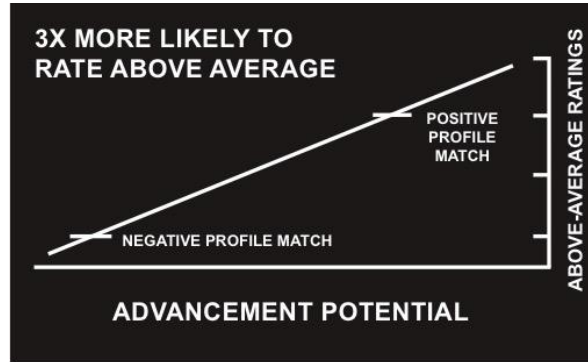 3X MORE LIKELY TO
RATE ABOVE AVERAGE
POSITIVE
PROFILE
MATCH
NEGATIVE PROFILE MATCH
ABOVE-AVERAGE RATINGS
ADVANCEMENT POTENTIAL